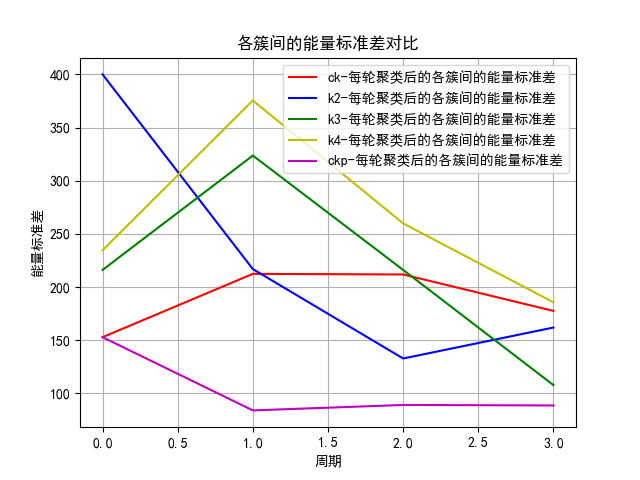 各簇间的能量标准差对比
ck-每轮聚类后的各簇间的能量标准差
k2-每轮聚类后的各簇间的能量标准差
k3-每轮聚类后的各簇间的能量标准差
k4-每轮聚类后的各簇间的能量标准差
ckp-每轮聚类后的各簇间的能量标准差
能量标准差
400
350
300
250
200
150
100
0.0 0.5 1.0 1.5 2.0 2.5 3.0
周期